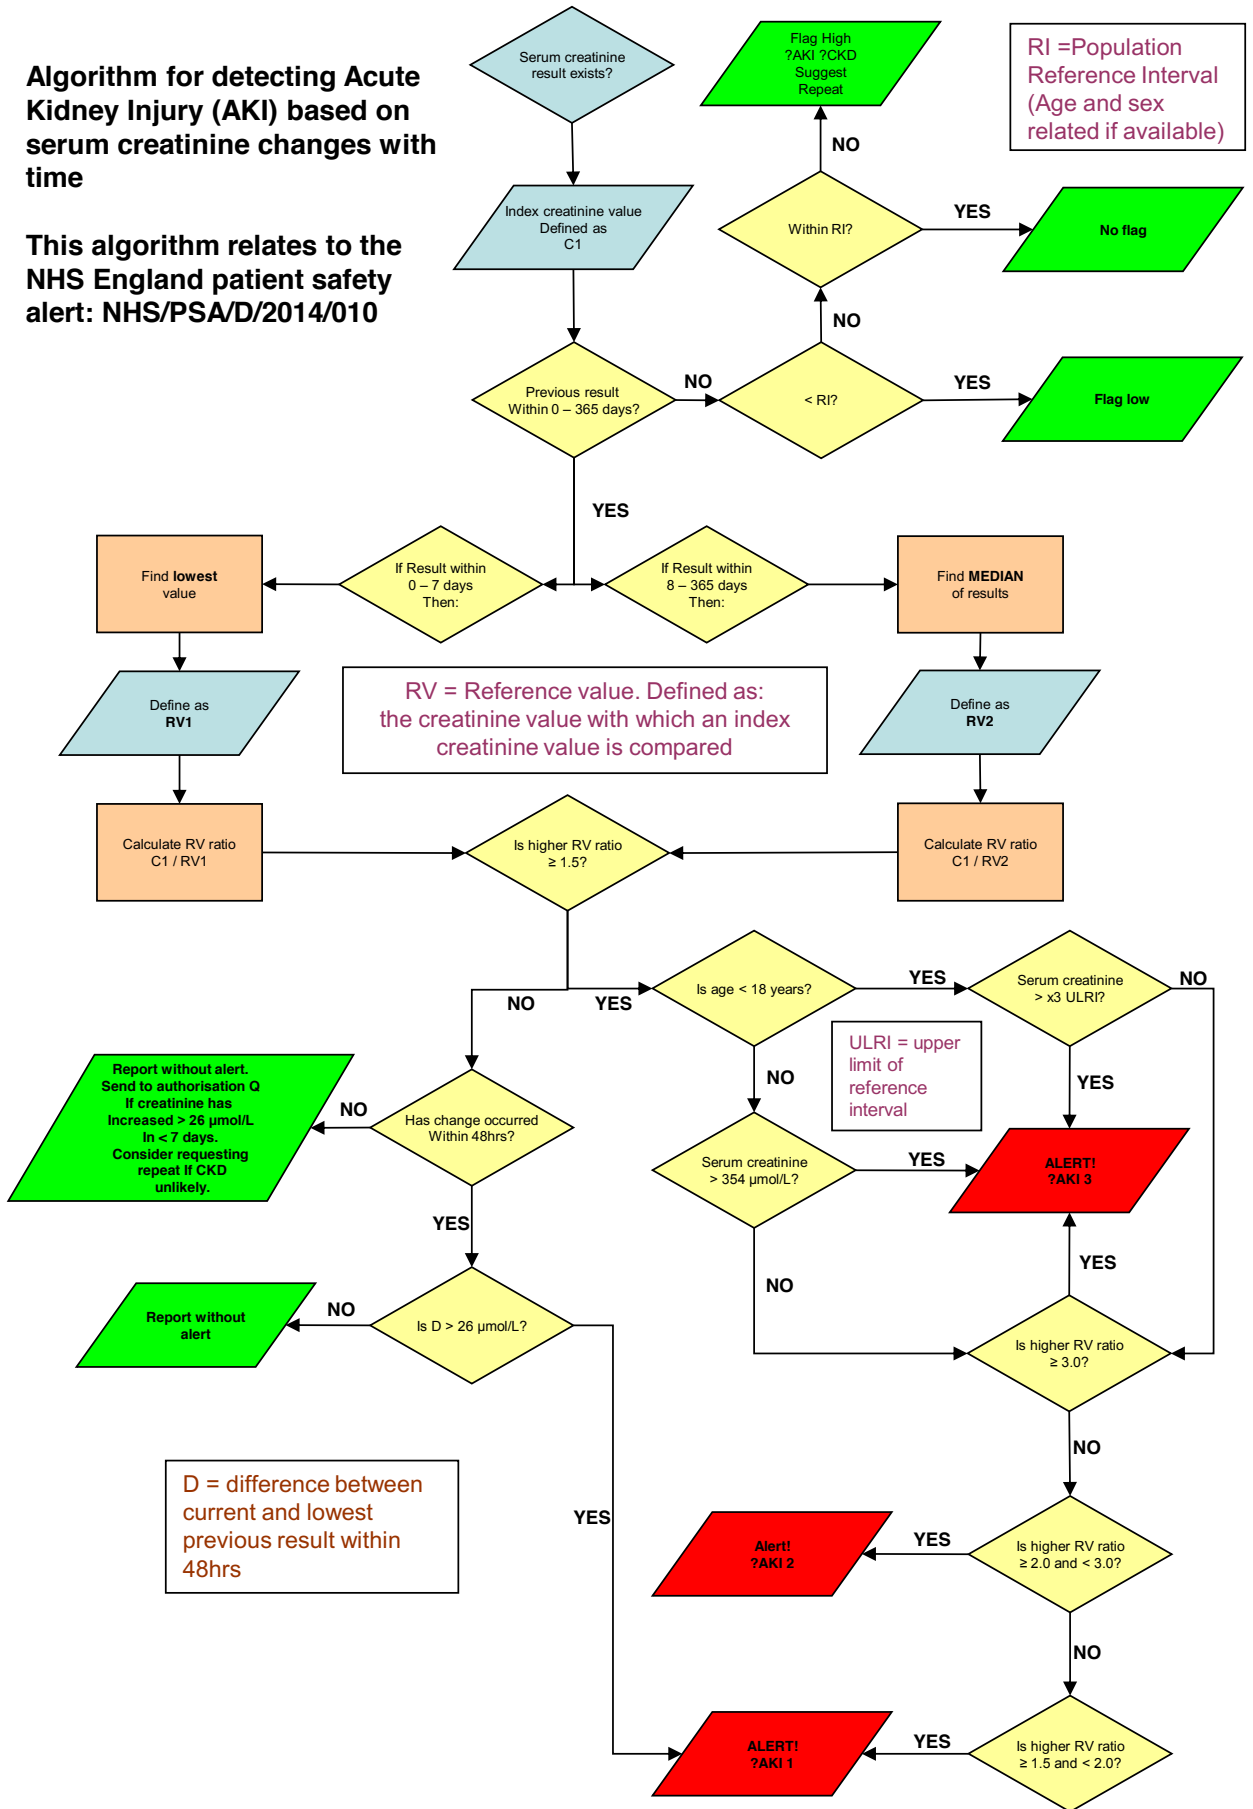 Algorithm for detecting Acute
Kidney Injury (AKI) based on
serum creatinine changes with
time
This algorithm relates to the
NHS England patient safety
alert: NHS/PSA/D/2014/010
Serum creatinine
result exists?
Flag High
?AKI ?CKD
Suggest
Repeat
RI =Population
Reference Interval
(Age and sex
related if available)
NO
Index creatinine value
Defined as
C1
Within RI?
YES
No flag
NO
Previous result
Within 0 – 365 days?
NO
< RI?
YES
Flag low
YES
Find lowest
value
If Result within
0 – 7 days
Then:
If Result within
8 – 365 days
Then:
Find MEDIAN
of results
Define as
RV1
RV = Reference value. Defined as:
the creatinine value with which an index
creatinine value is compared
Define as
RV2
Calculate RV ratio
C1 / RV1
Is higher RV ratio
≥ 1.5?
Calculate RV ratio
C1 / RV2
NO
YES
Is age < 18 years?
YES
Serum creatinine
> x3 ULRI?
NO
ULRI = upper
limit of
reference
interval
NO
YES
Report without alert.
Send to authorisation Q
If creatinine has
Increased > 26 µmol/L
In < 7 days.
Consider requesting
repeat If CKD
unlikely.
NO
Has change occurred
Within 48hrs?
Serum creatinine
> 354 µmol/L?
YES
ALERT!
?AKI 3
YES
NO
YES
Report without
alert
NO
Is D > 26 µmol/L?
Is higher RV ratio
≥ 3.0?
NO
D = difference between
current and lowest
previous result within
48hrs
YES
Alert!
?AKI 2
YES
Is higher RV ratio
≥ 2.0 and < 3.0?
NO
ALERT!
?AKI 1
YES
Is higher RV ratio
≥ 1.5 and < 2.0?